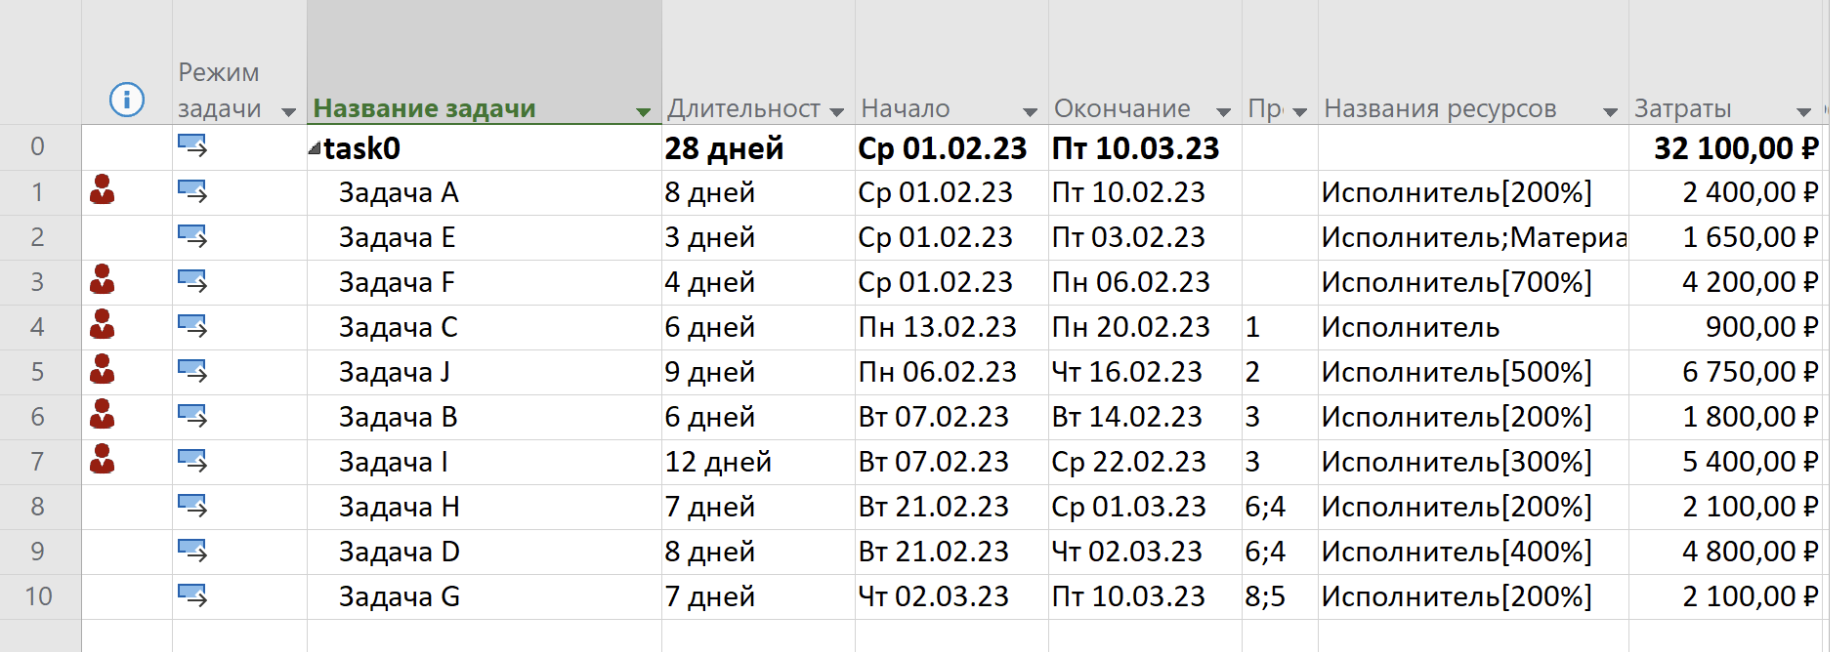 Режим задачи Название задачи Длительност Начало Окончание Пр Названия ресурсов Затраты
0 task0 28 дней Ср 01.02.23 Пт 10.03.23 32 100,00 ₽
1 Задача A 8 дней Ср 01.02.23 Пт 10.02.23 Исполнитель[200%] 2 400,00 ₽
2 Задача E 3 дней Ср 01.02.23 Пт 03.02.23 Исполнитель;Материа 1 650,00 ₽
3 Задача F 4 дней Ср 01.02.23 Пн 06.02.23 Исполнитель[700%] 4 200,00 ₽
4 Задача C 6 дней Пн 13.02.23 Пн 20.02.23 1 Исполнитель 900,00 ₽
5 Задача J 9 дней Пн 06.02.23 Чт 16.02.23 2 Исполнитель[500%] 6 750,00 ₽
6 Задача B 6 дней Вт 07.02.23 Вт 14.02.23 3 Исполнитель[200%] 1 800,00 ₽
7 Задача I 12 дней Вт 07.02.23 Ср 22.02.23 3 Исполнитель[300%] 5 400,00 ₽
8 Задача H 7 дней Вт 21.02.23 Ср 01.03.23 6;4 Исполнитель[200%] 2 100,00 ₽
9 Задача D 8 дней Вт 21.02.23 Чт 02.03.23 6;4 Исполнитель[400%] 4 800,00 ₽
10 Задача G 7 дней Чт 02.03.23 Пт 10.03.23 8;5 Исполнитель[200%] 2 100,00 ₽